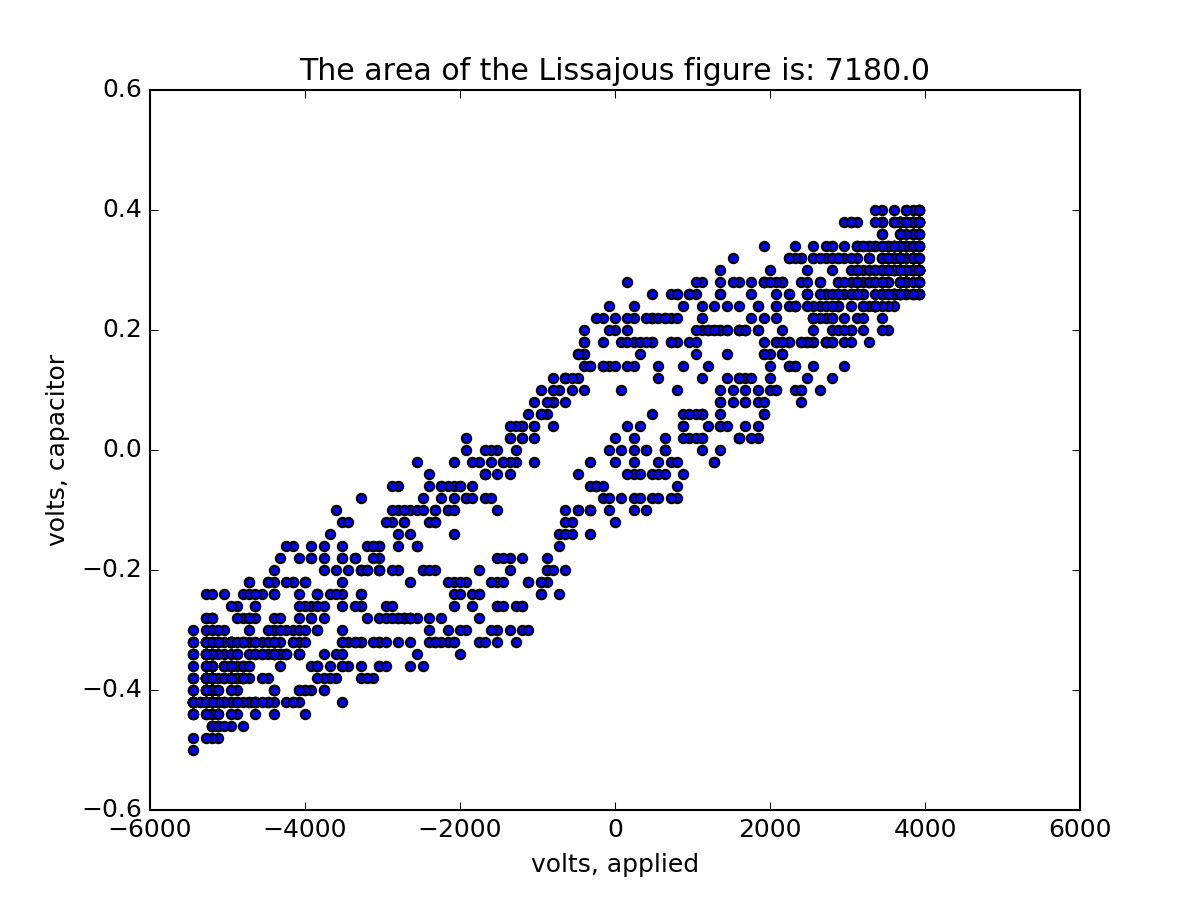 The area of the Lissajous figure is: 7180.0
0.6
0.4
0.2
0.0
−0.2
−0.4
−0.6
volts, capacitor
−6000 −4000 −2000 0 2000 4000 6000
volts, applied